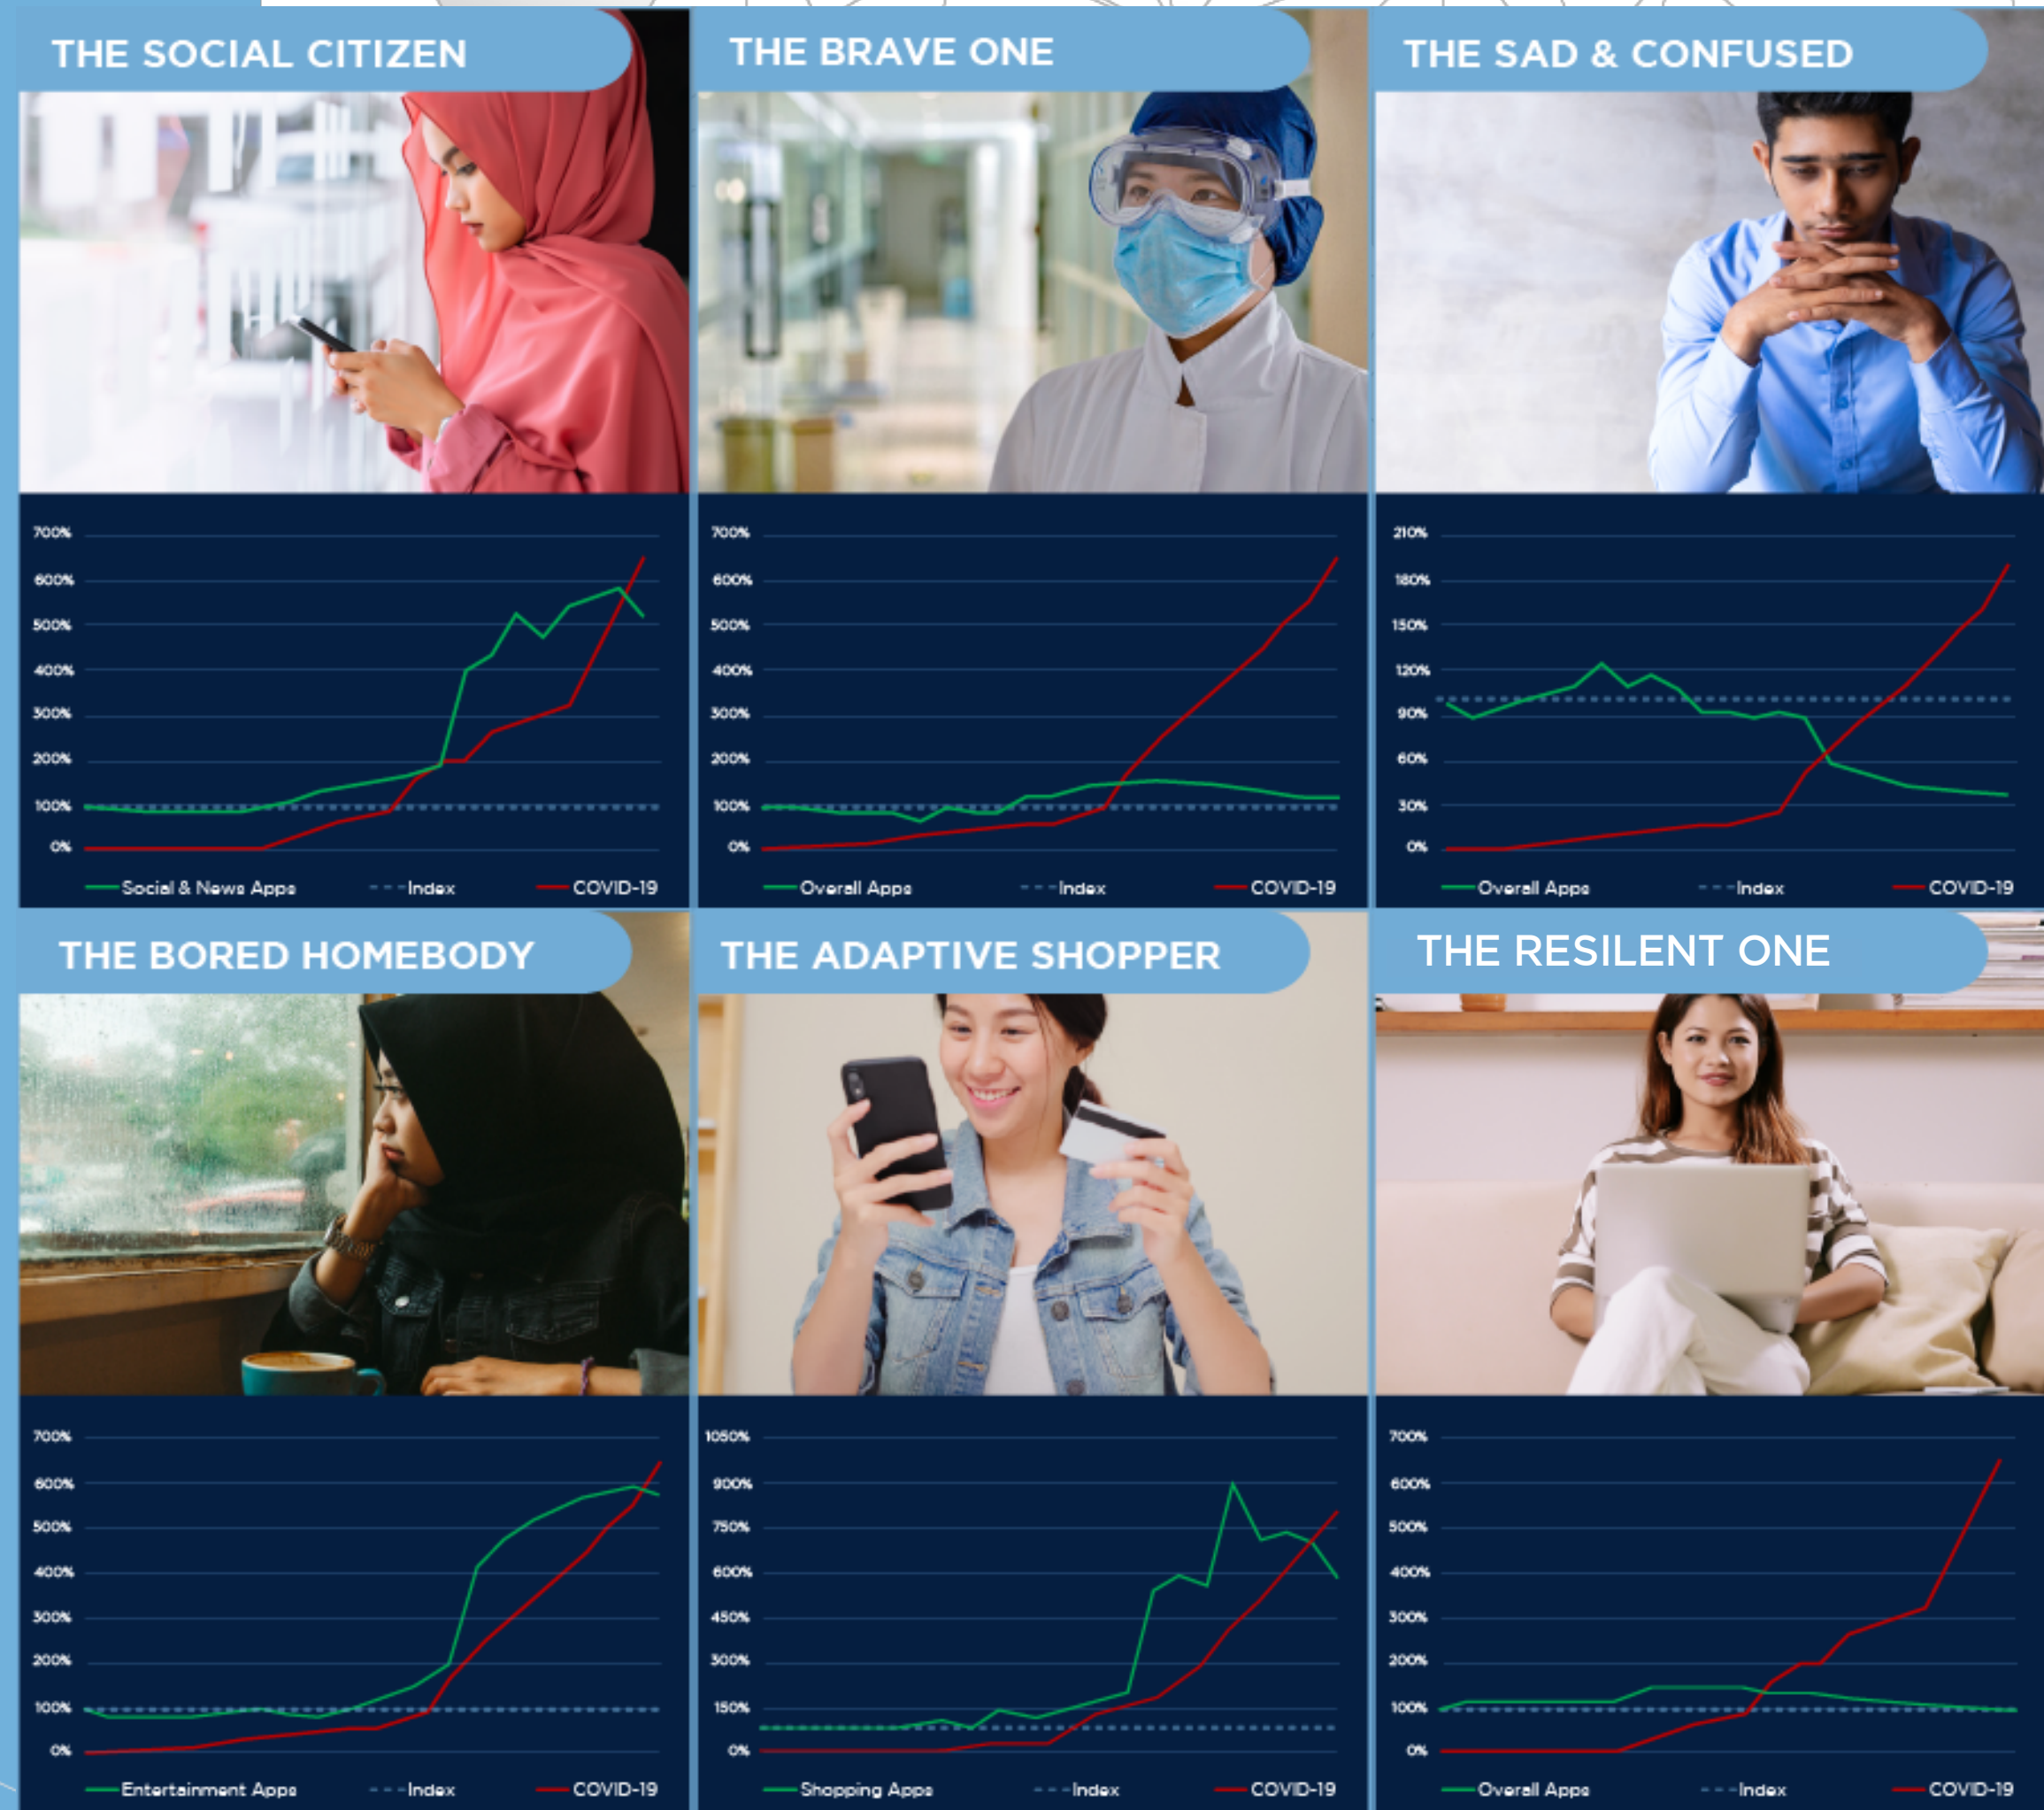 THE SOCIAL CITIZEN
700%
600%
500%
400%
300%
200%
100%
0%
Social & News Apps
Index
COVID-19
THE BRAVE ONE
700%
600%
500%
400%
300%
200%
100%
0%
Overall Apps
Index
COVID-19
THE SAD & CONFUSED
210%
180%
150%
120%
90%
60%
30%
0%
Overall Apps
Index
COVID-19
THE BORED HOMEBODY
700%
600%
500%
400%
300%
200%
100%
0%
Entertainment Apps
Index
COVID-19
THE ADAPTIVE SHOPPER
1050%
900%
750%
600%
450%
300%
150%
0%
Shopping Apps
Index
COVID-19
THE RESILENT ONE
700%
600%
500%
400%
300%
200%
100%
0%
Overall Apps
Index
COVID-19